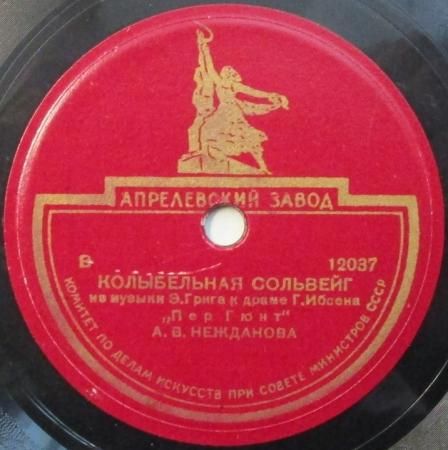 АПРЕЛЕВСКИЙ ЗАВОД
В 12037
КОЛЫБЕЛЬНАЯ СОЛЬВЕЙГ
из музыки Э.Грига к драме Г.Ибсена
„Пер Гюнт"
А. В. НЕЖДАНОВА
КОМИТЕТ ПО ДЕЛАМ ИСКУССТВ ПРИ СОВЕТЕ МИНИСТРОВ СССР